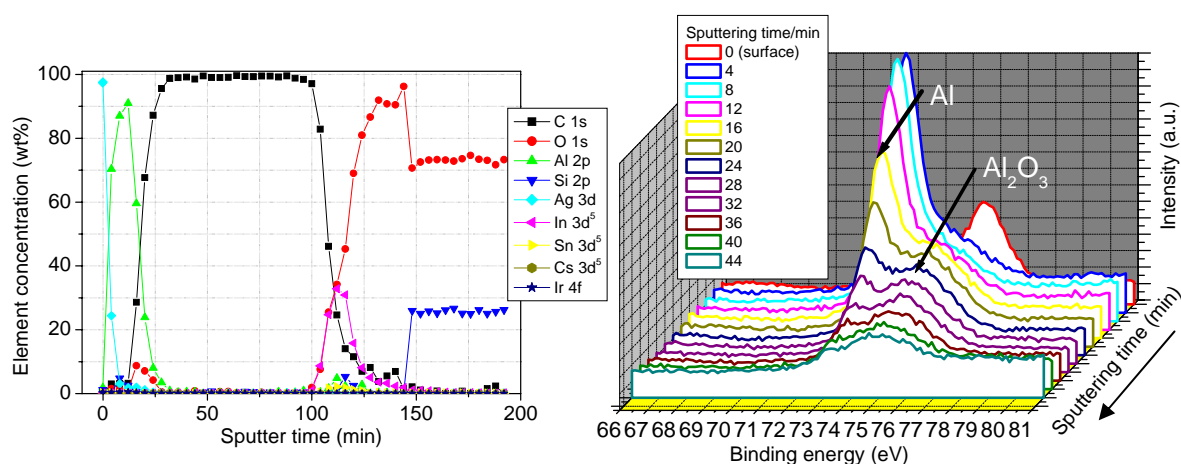 Element concentration (wt%)
100
80
60
40
20
0
0 50 100 150 200
Sputter time (min)
C 1s
O 1s
Al 2p
Si 2p
Ag 3d
In 3d⁵
Sn 3d⁵
Cs 3d⁵
Ir 4f
Sputtering time/min
0 (surface)
4
8
12
16
20
24
28
32
36
40
44
Al
Al₂O₃
Intensity (a.u.)
Sputtering time (min)
66 67 68 69 70 71 72 73 74 75 76 77 78 79 80 81
Binding energy (eV)